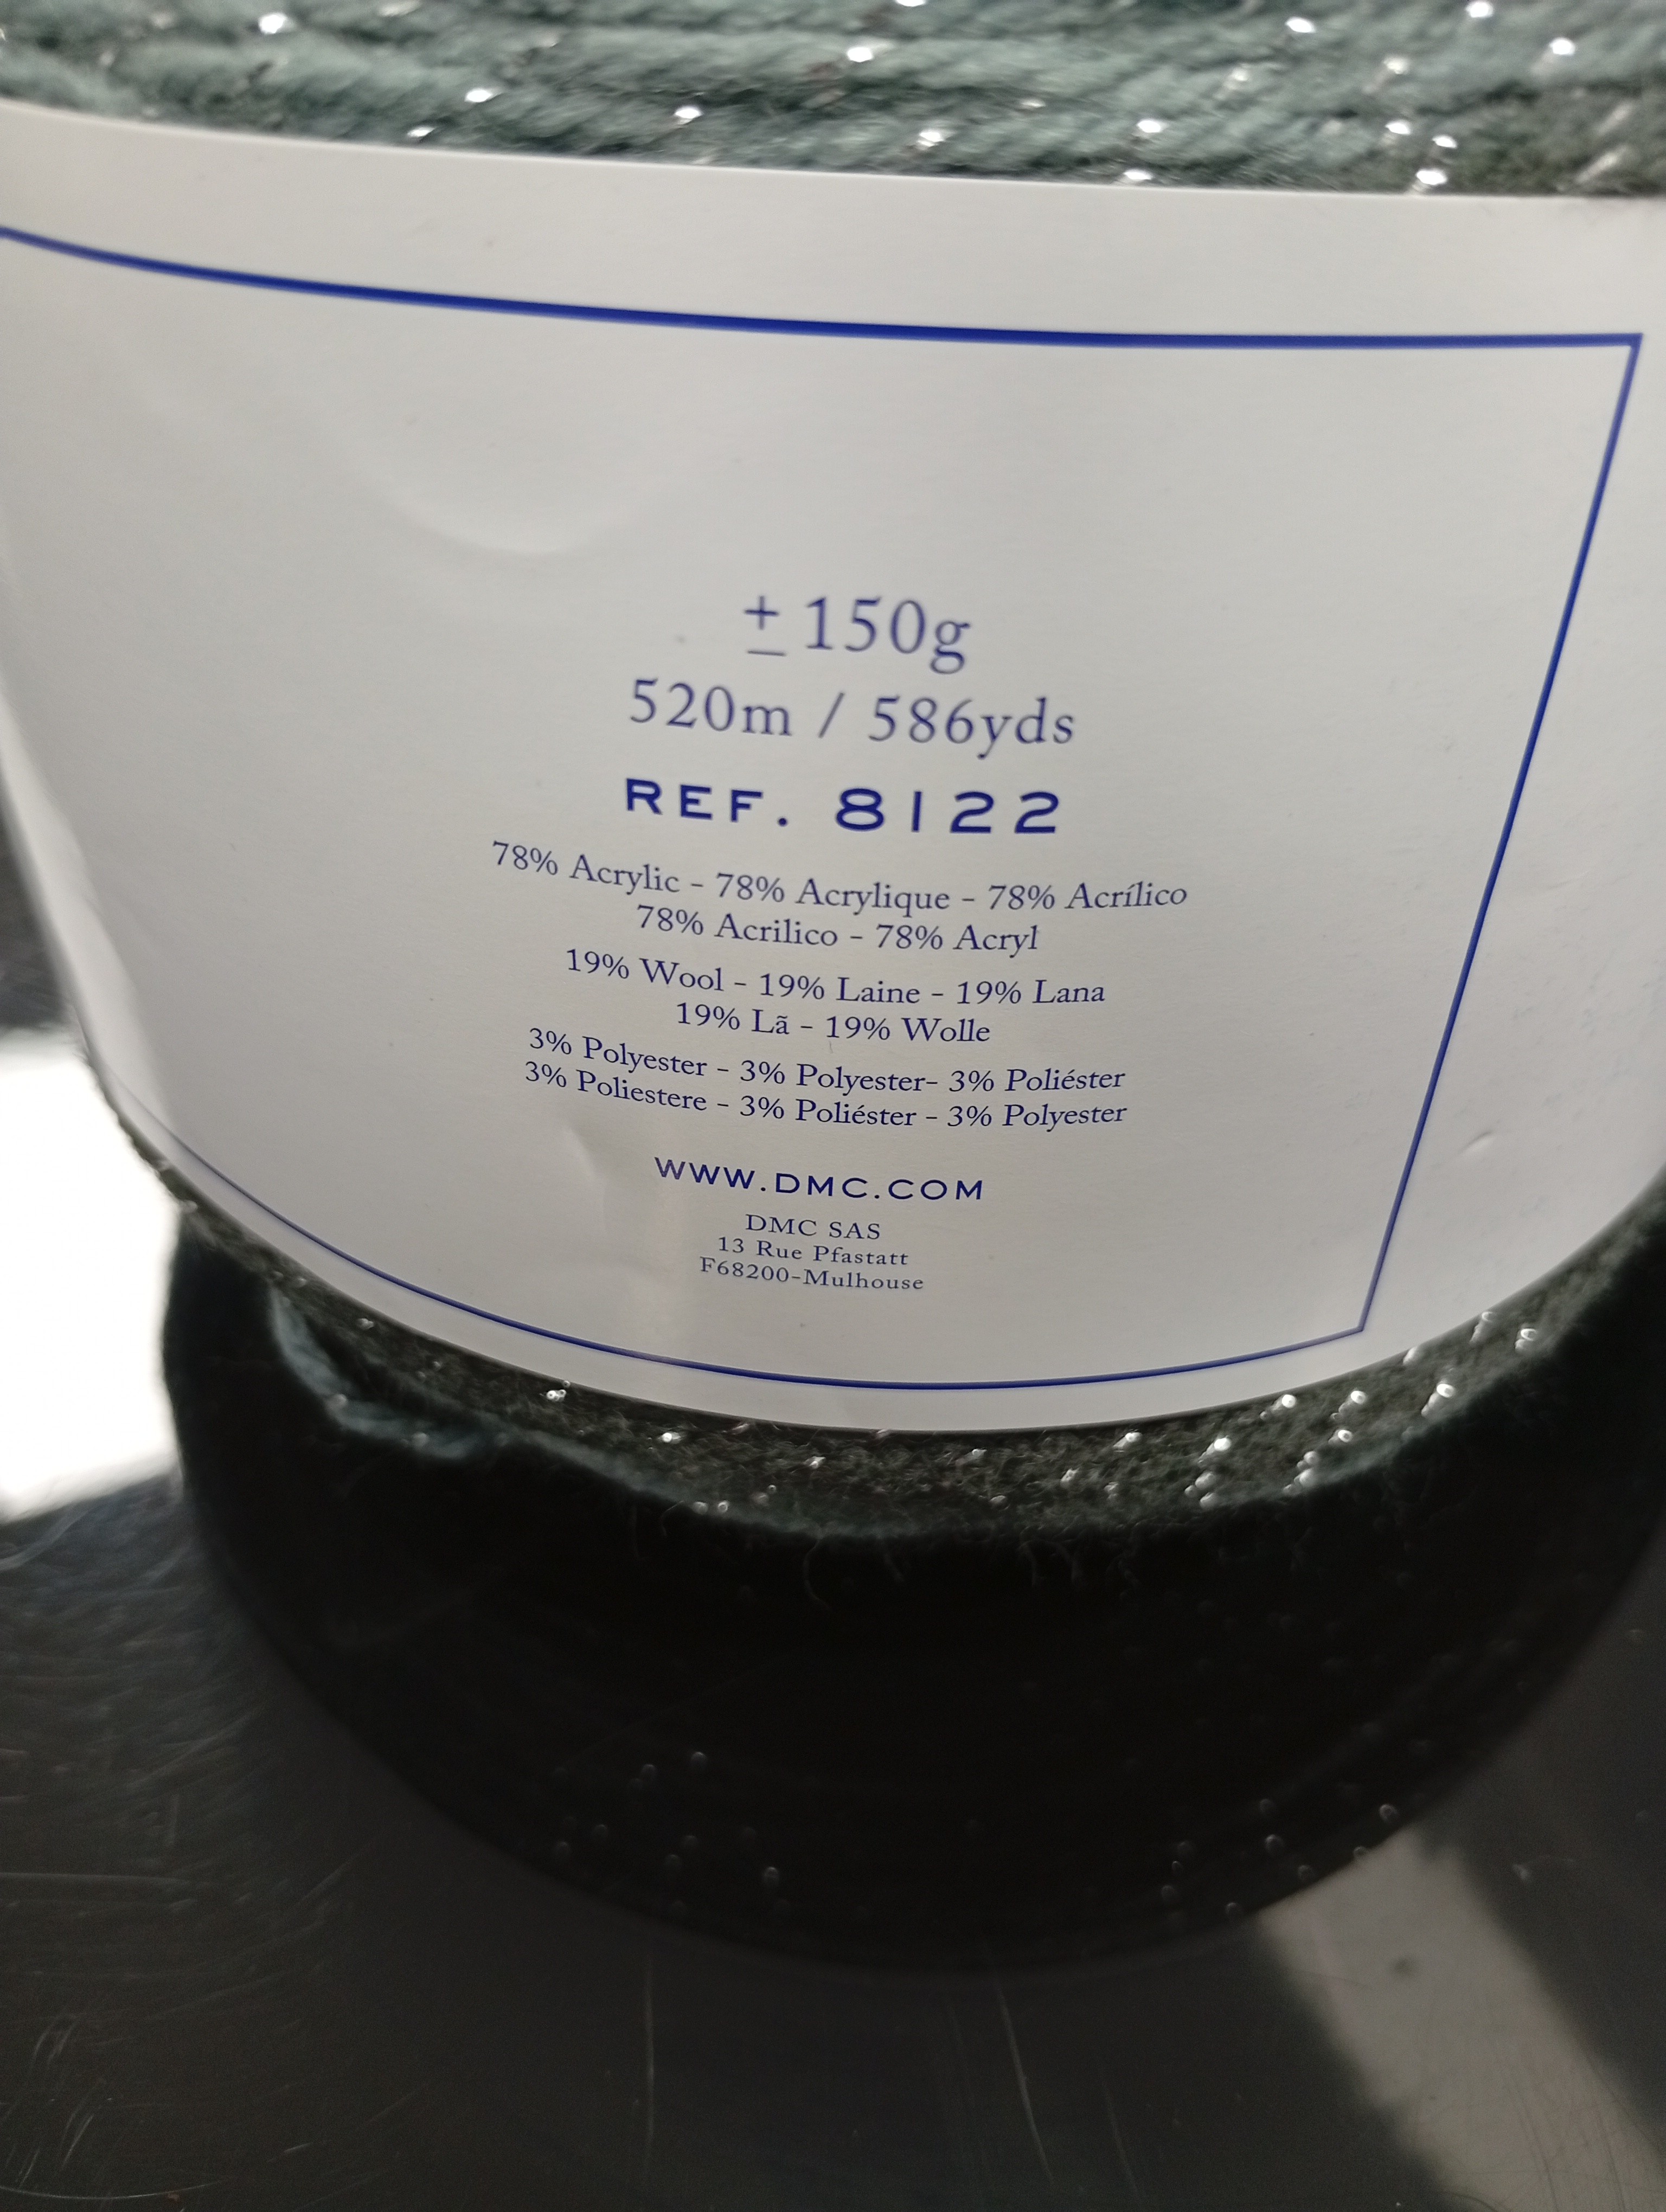 ± 150g
520m / 586yds
REF. 8122
78% Acrylic - 78% Acrylique - 78% Acrílico
78% Acrilico - 78% Acryl
19% Wool - 19% Laine - 19% Lana
19% Lã - 19% Wolle
3% Polyester - 3% Polyester- 3% Poliéster
3% Poliestere - 3% Poliéster - 3% Polyester
WWW.DMC.COM
DMC SAS
13 Rue Pfastatt
F68200-Mulhouse